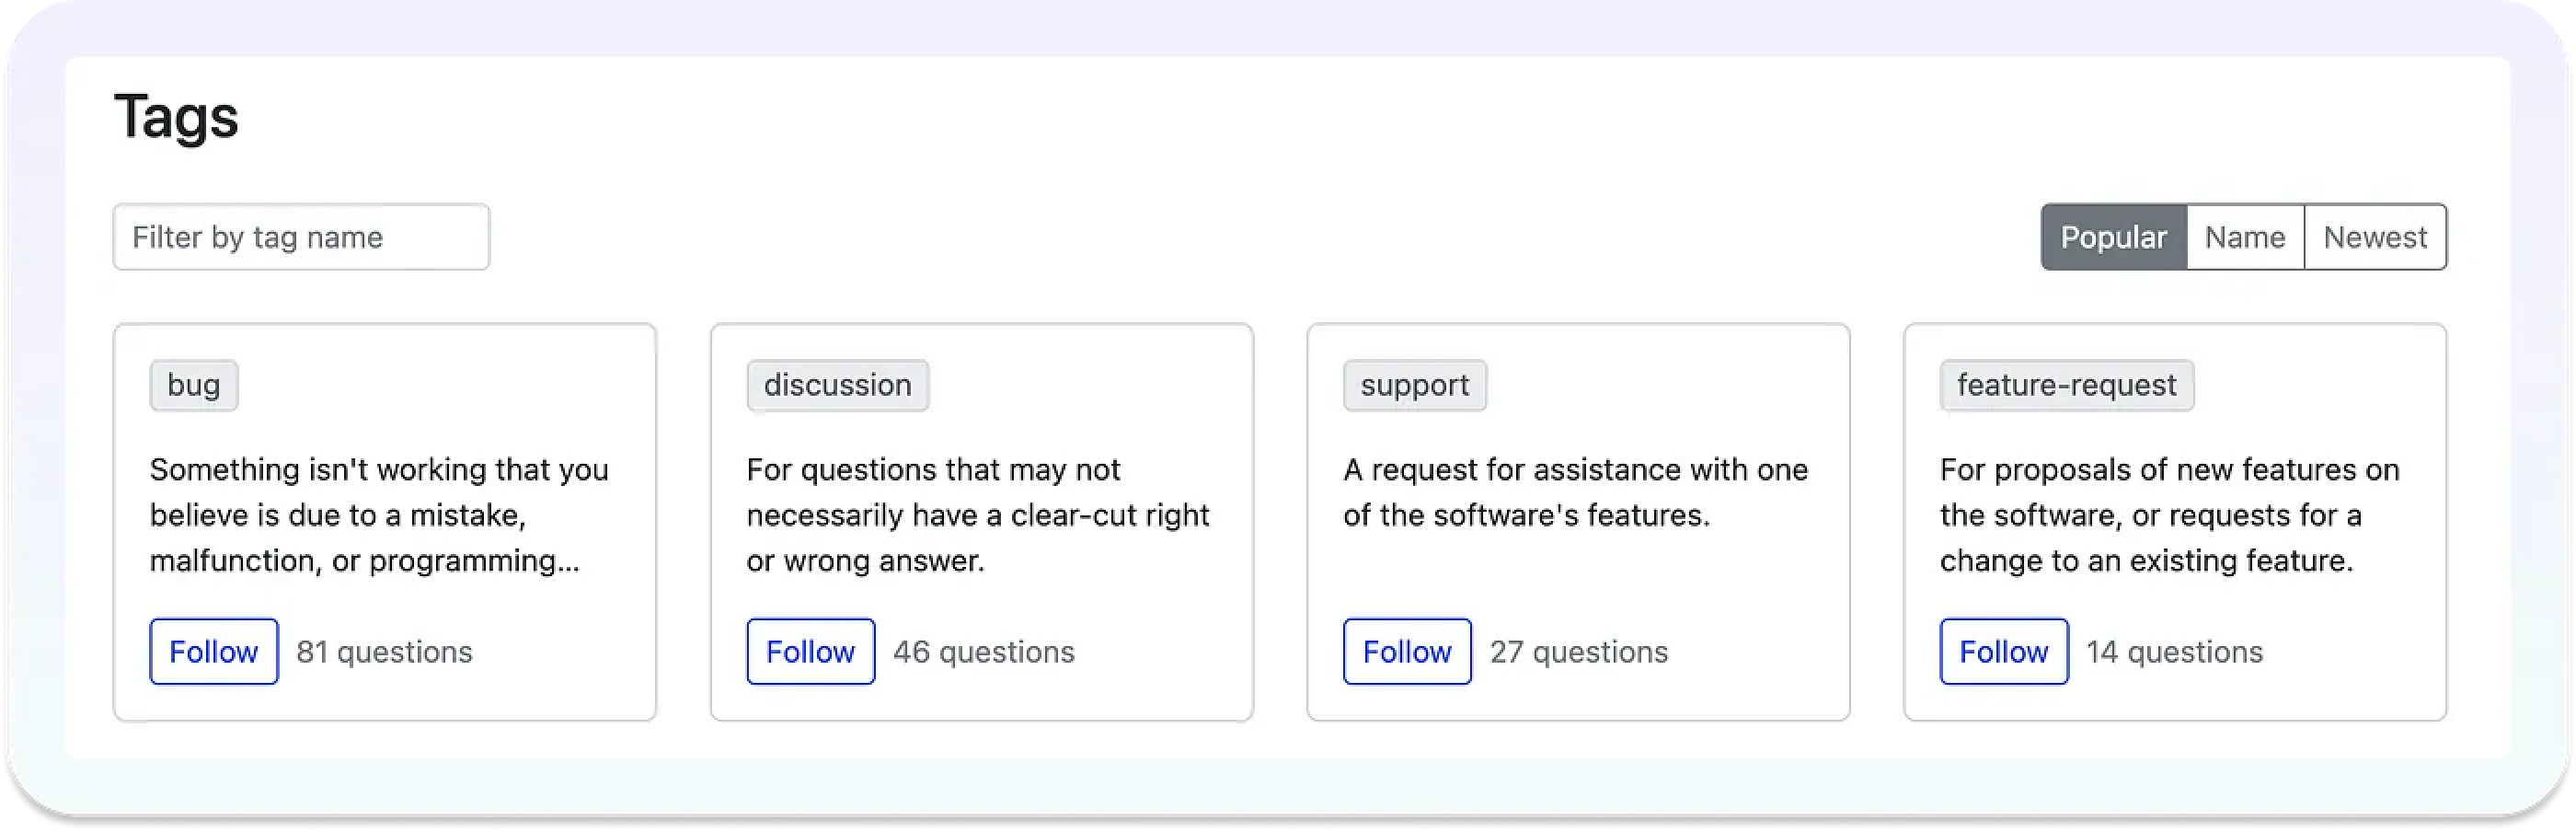 Tags
Filter by tag name
Popular
Name
Newest
bug
Something isn't working that you
believe is due to a mistake,
malfunction, or programming...
Follow
81 questions
discussion
For questions that may not
necessarily have a clear-cut right
or wrong answer.
Follow
46 questions
support
A request for assistance with one
of the software's features.
Follow
27 questions
feature-request
For proposals of new features on
the software, or requests for a
change to an existing feature.
Follow
14 questions